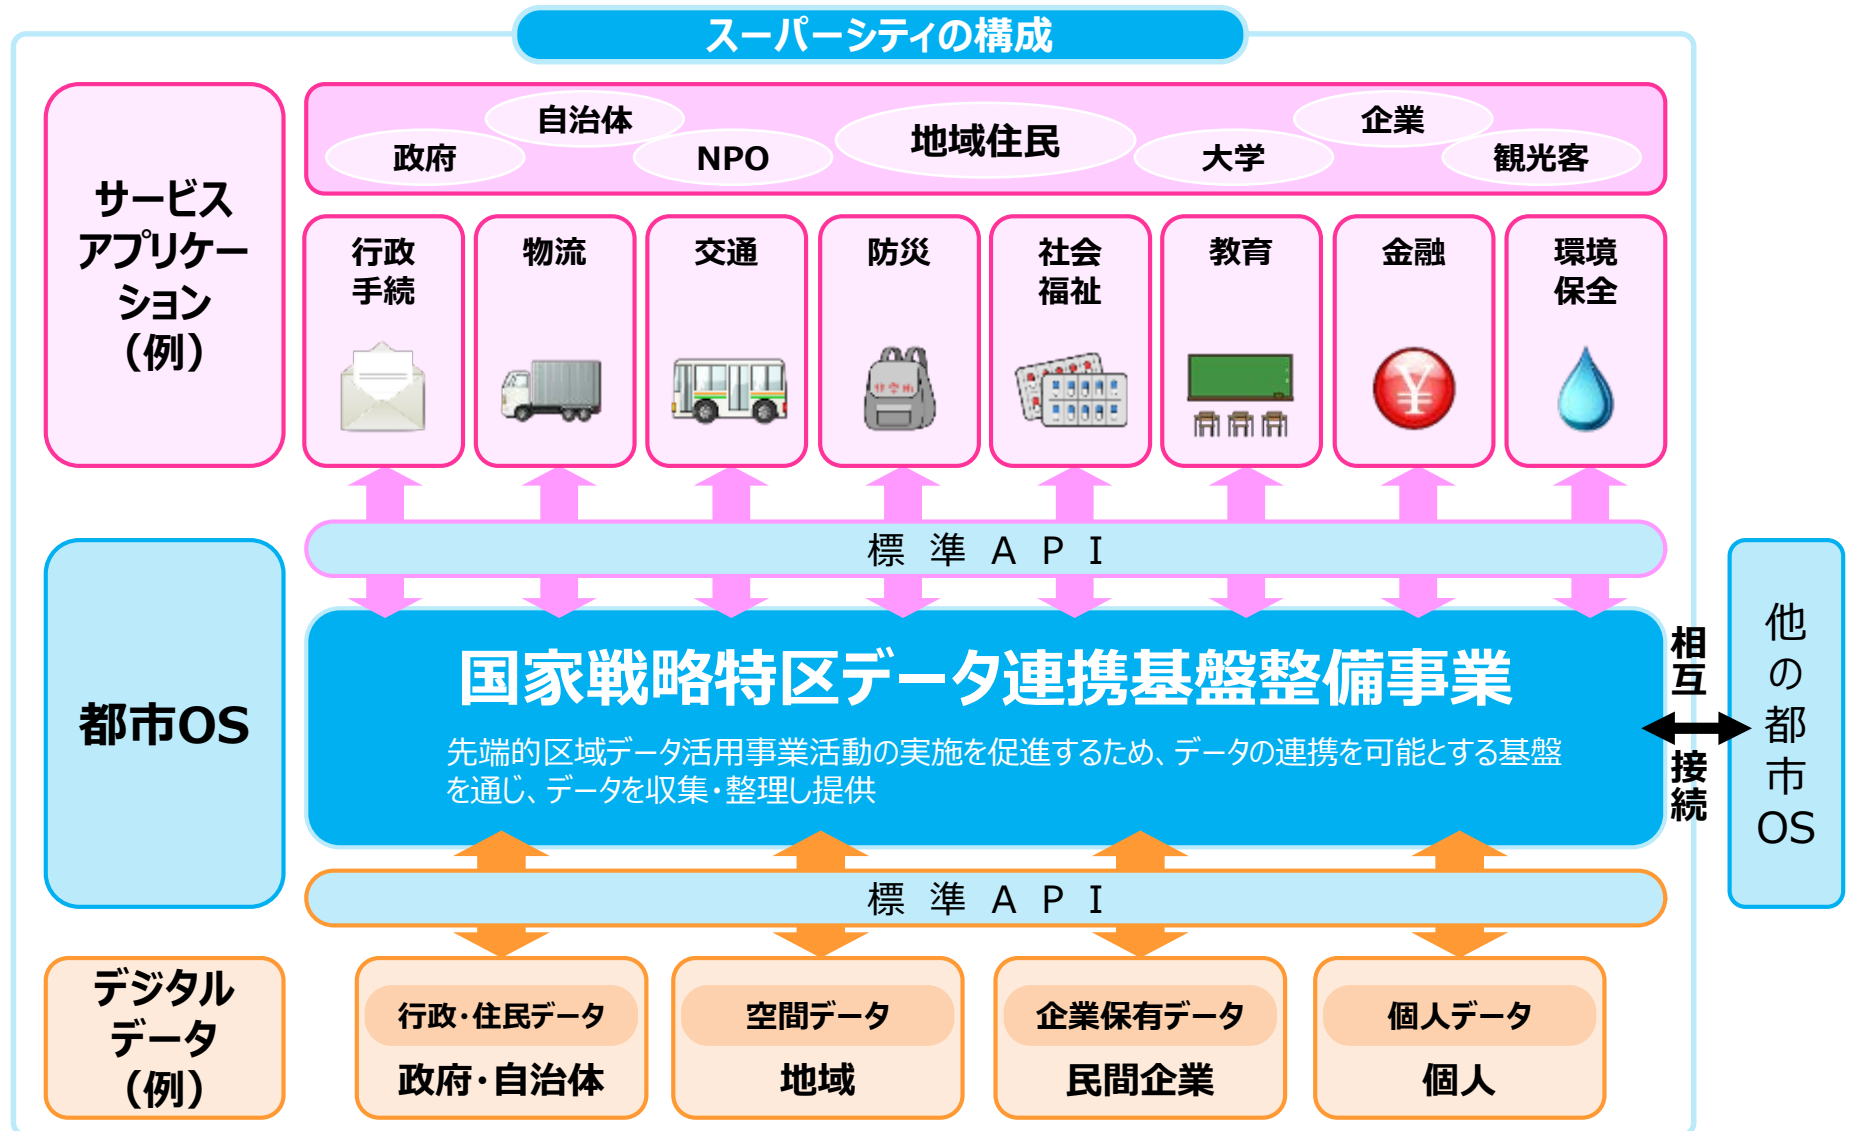 スーパーシティの構成
サービス
アプリケー
ション
（例）
自治体
企業
政府
NPO
地域住民
大学
観光客
行政
手続
物流
交通
防災
社会
福祉
教育
金融
環境
保全
標準API
都市OS
国家戦略特区データ連携基盤整備事業
先端的区域データ活用事業活動の実施を促進するため、データの連携を可能とする基盤
を通じ、データを収集・整理し提供
相互
接続
他の都市OS
標準API
デジタル
データ
（例）
行政・住民データ
政府・自治体
空間データ
地域
企業保有データ
民間企業
個人データ
個人